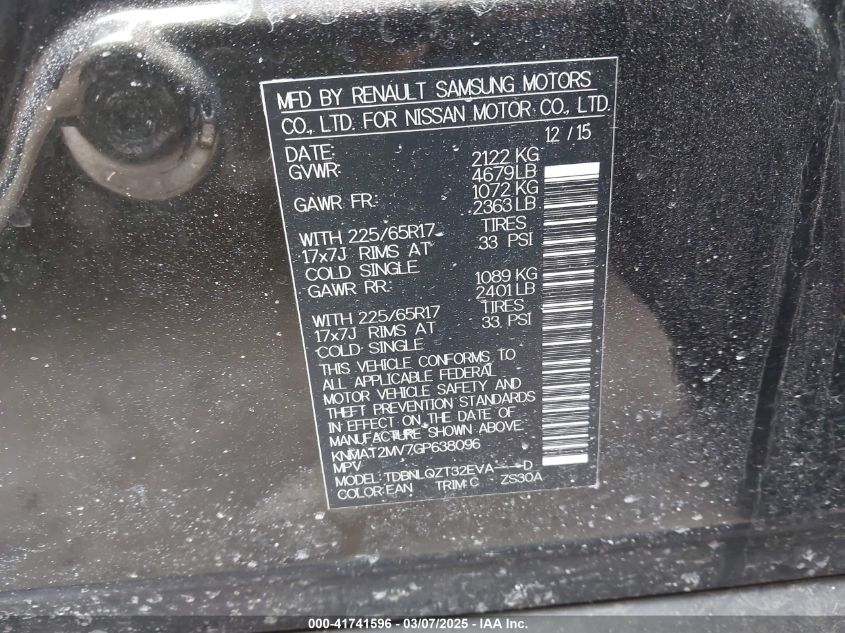 MFD BY RENAULT SAMSUNG MOTORS
CO., LTD. FOR NISSAN MOTOR CO., LTD.
DATE: 12 / 15
GVWR: 2122 KG
4679 LB
GAWR FR: 1072 KG
2363 LB
WITH 225/65R17 TIRES
17x7J RIMS AT 33 PSI
COLD SINGLE
GAWR RR: 1089 KG
2401 LB
WITH 225/65R17 TIRES
17x7J RIMS AT 33 PSI
COLD SINGLE
THIS VEHICLE CONFORMS TO
ALL APPLICABLE FEDERAL
MOTOR VEHICLE SAFETY AND
THEFT PREVENTION STANDARDS
IN EFFECT ON THE DATE OF
MANUFACTURE SHOWN ABOVE.
KNMAT2MV7GP638096
MPV
MODEL: TDBNLQZT32EVA----D
COLOR:EAN TRIM:C ZS30A
000-41741596 - 03/07/2025 - IAA Inc.